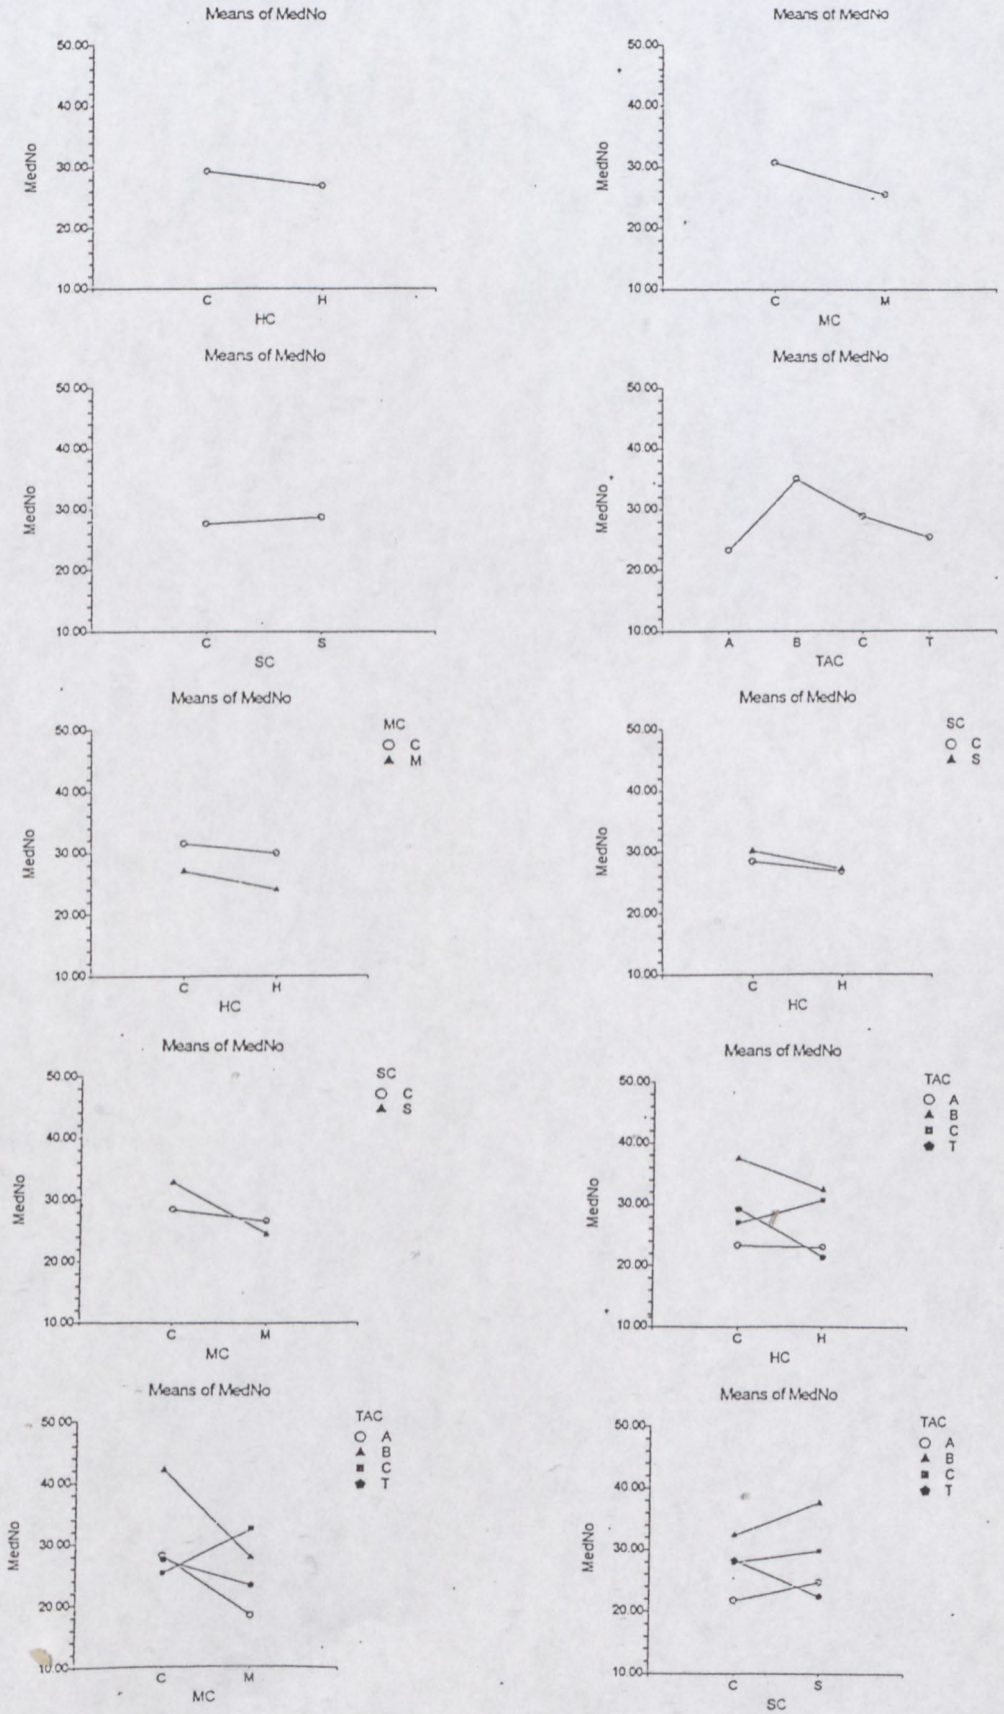 Means of MedNo
50.00
40.00
30.00
20.00
10.00
MedNo
C H
HC
Means of MedNo
50.00
40.00
30.00
20.00
10.00
MedNo
C M
MC
Means of MedNo
50.00
40.00
30.00
20.00
10.00
MedNo
C S
SC
Means of MedNo
50.00
40.00
30.00
20.00
10.00
MedNo
A B C T
TAC
Means of MedNo
MC
C
M
50.00
40.00
30.00
20.00
10.00
MedNo
C H
HC
Means of MedNo
SC
C
S
50.00
40.00
30.00
20.00
10.00
MedNo
C H
HC
Means of MedNo
SC
C
S
50.00
40.00
30.00
20.00
10.00
MedNo
C M
MC
Means of MedNo
TAC
A
B
C
T
50.00
40.00
30.00
20.00
10.00
MedNo
C H
HC
Means of MedNo
TAC
A
B
C
T
50.00
40.00
30.00
20.00
10.00
MedNo
C M
MC
Means of MedNo
TAC
A
B
C
T
50.00
40.00
30.00
20.00
10.00
MedNo
C S
SC